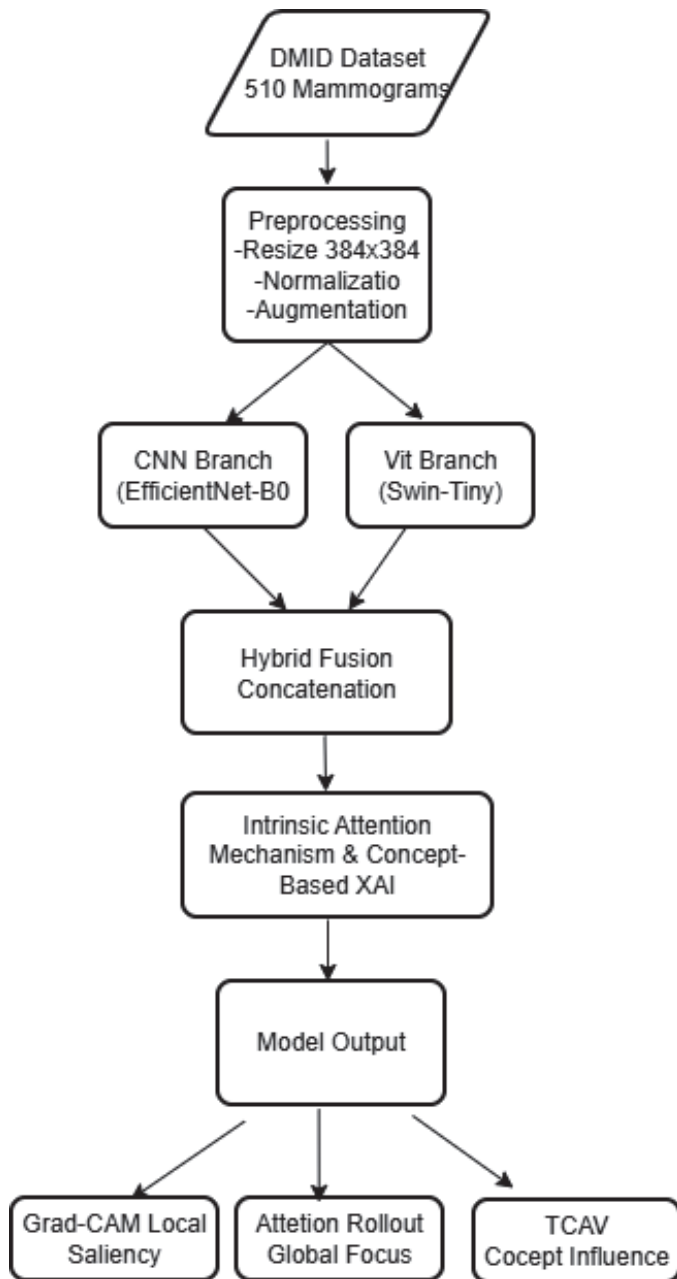 DMID Dataset
510 Mammograms
Preprocessing
-Resize 384x384
-Normalizatio
-Augmentation
CNN Branch
(EfficientNet-B0
Vit Branch
(Swin-Tiny)
Hybrid Fusion
Concatenation
Intrinsic Attention
Mechanism & Concept-
Based XAI
Model Output
Grad-CAM Local
Saliency
Attetion Rollout
Global Focus
TCAV
Cocept Influence